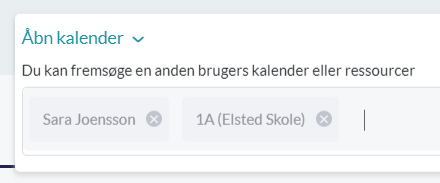 Åbn kalender
Du kan fremsøge en anden brugers kalender eller ressourcer
Sara Joensson 1A (Elsted Skole)